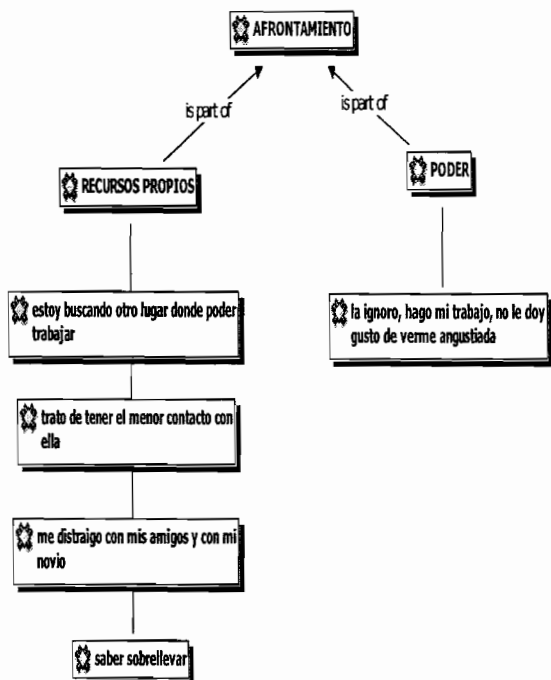 AFRONTAMIENTO
is part of
is part of
RECURSOS PROPIOS
PODER
estoy buscando otro lugar donde poder
trabajar
la ignoro, hago mi trabajo, no le doy
gusto de verme angustiada
trato de tener el menor contacto con
ella
me distraigo con mis amigos y con mi
novio
saber sobrellevar